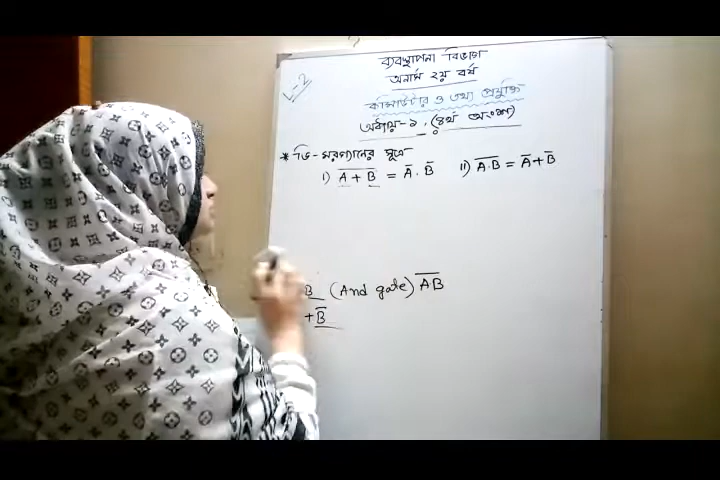 L-2
ব্যবস্থাপনা বিভাগ
অনার্স ২য় বর্ষ
কম্পিউটার ও তথ্য প্রযুক্তি
অধ্যায়-১, (৪র্থ অংশ)
* ডি-মরগ্যানের সূত্র
i) A̅ ̅+̅ ̅B̅ = A̅ . B̅ ii) A̅.̅B̅ = A̅ + B̅
B (And gate) A̅B̅
+ B̅